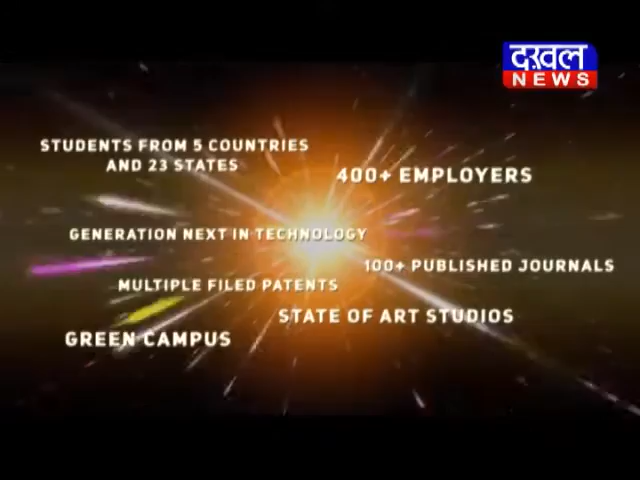 दख़ल
NEWS
STUDENTS FROM 5 COUNTRIES
AND 23 STATES
400+ EMPLOYERS
GENERATION NEXT IN TECHNOLOGY
100+ PUBLISHED JOURNALS
MULTIPLE FILED PATENTS
STATE OF ART STUDIOS
GREEN CAMPUS